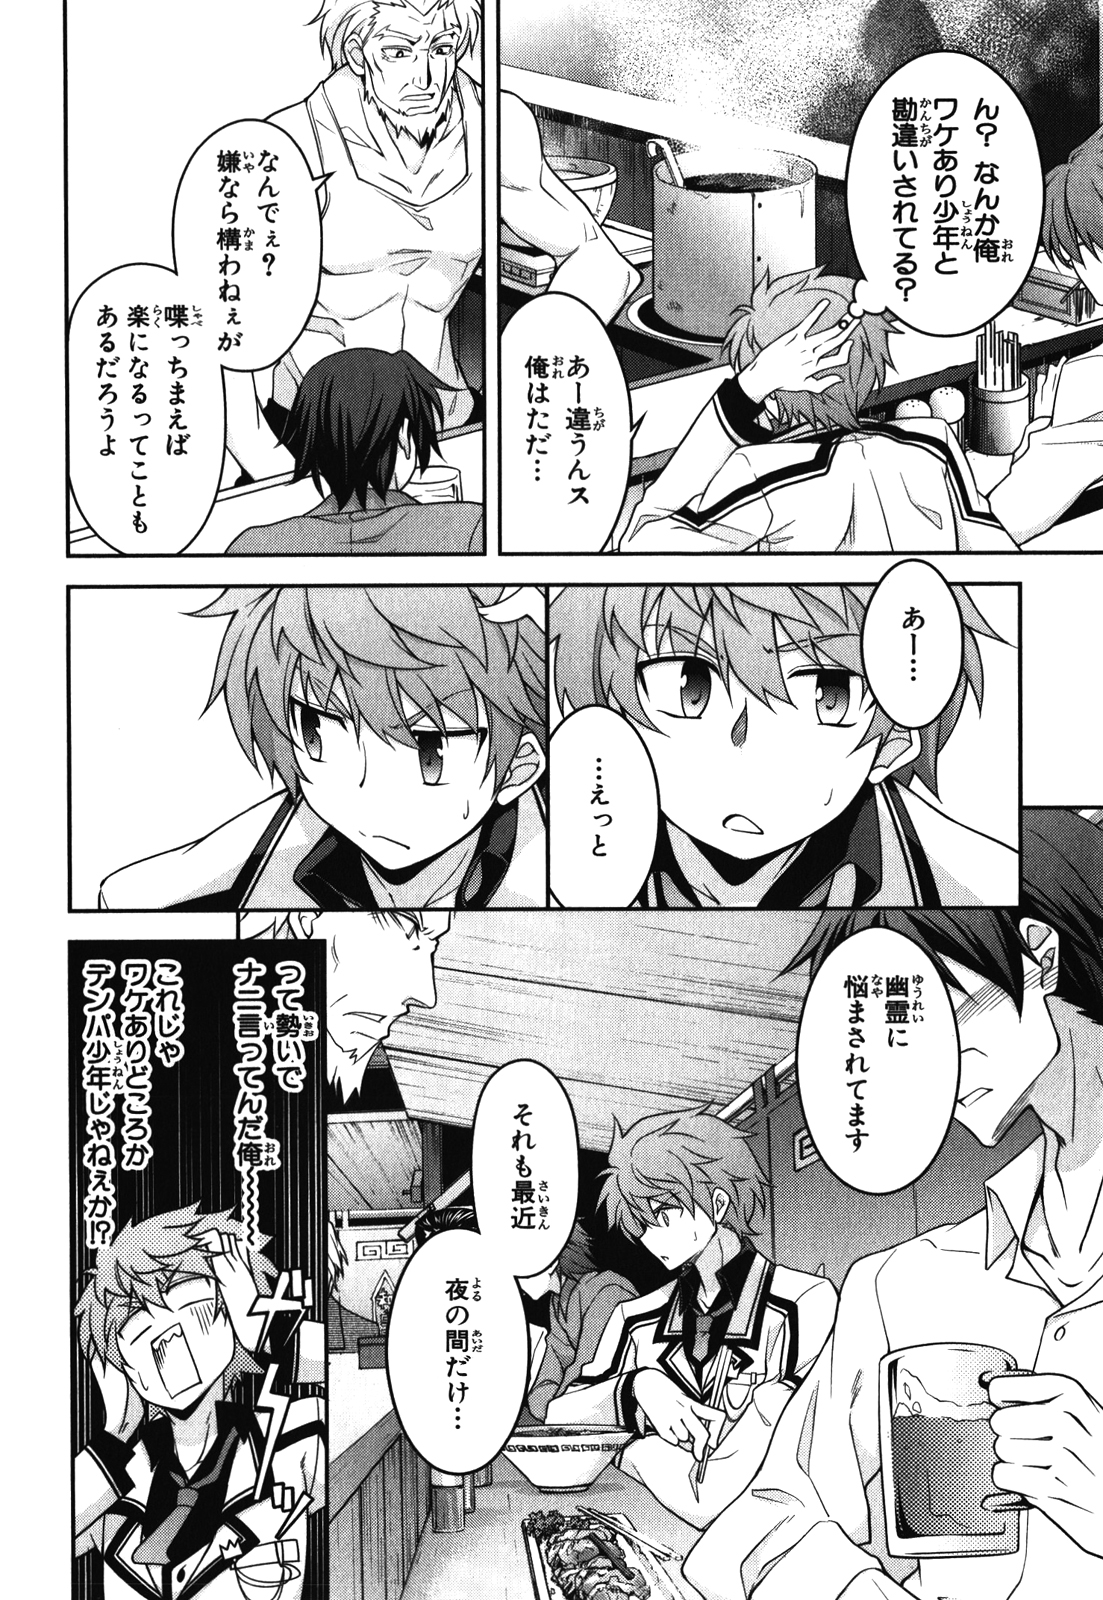 ん？なんか俺
ワケあり少年と
勘違いされてる？
あー違うんス
俺はただ…
なんでぇ？
嫌なら構わねぇが
喋っちまえば
楽になるってことも
あるだろうよ
あー…
…えっと
幽霊に
悩まされてます
それも最近
夜の間だけ…
って勢いで
ナニ言ってんだ俺〜〜〜〜
これじゃ
ワケありどころか
デンパ少年じゃねえか!?